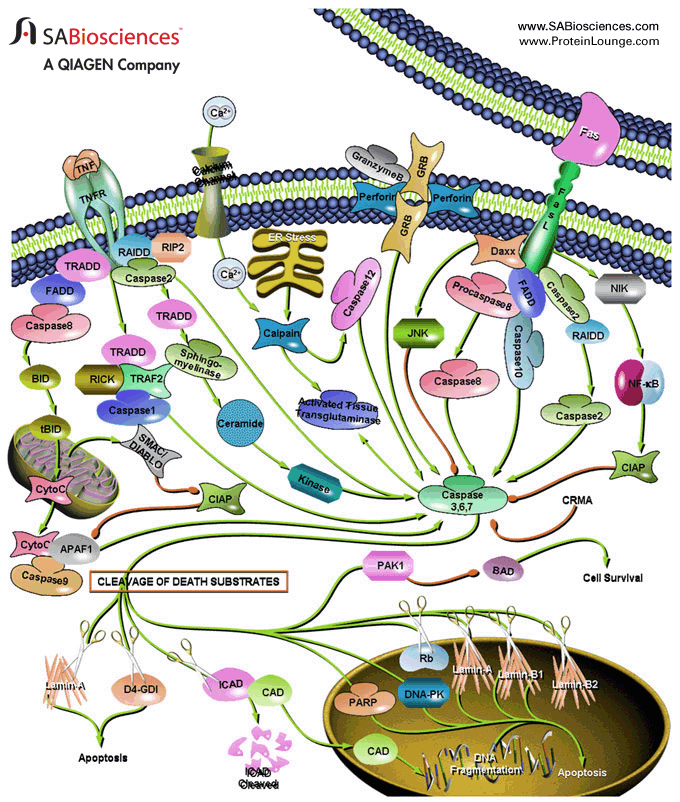 SABiosciences™
A QIAGEN Company
www.SABiosciences.com
www.ProteinLounge.com
Ca²⁺
Fas
TNF
TNFR
Calcium
Channel
GranzymeB
GRB
Perforin
Perforin
GRB
FasL
RAIDD
RIP2
TRADD
Caspase2
FADD
Caspase8
Ca²⁺
ER Stress
Caspase12
Daxx
Procaspase8
FADD
Caspase2
NIK
TRADD
Calpain
JNK
RAIDD
Caspase10
TRADD
Sphingo-
myelinase
BID
RICK
TRAF2
Caspase8
NF-κB
Caspase1
Ceramide
Activated Tissue
Transglutaminase
Caspase2
tBID
SMAC/
DIABLO
CIAP
CytoC
CIAP
Kinase
Caspase
3,6,7
CRMA
CytoC
APAF1
Caspase9
CLEAVAGE OF DEATH SUBSTRATES
PAK1
BAD
Cell Survival
Lamin-A
D4-GDI
ICAD
CAD
Rb
Lamin-A
Lamin-B1
Lamin-B2
PARP
DNA-PK
Apoptosis
ICAD
Cleaved
CAD
DNA
Fragmentation
Apoptosis